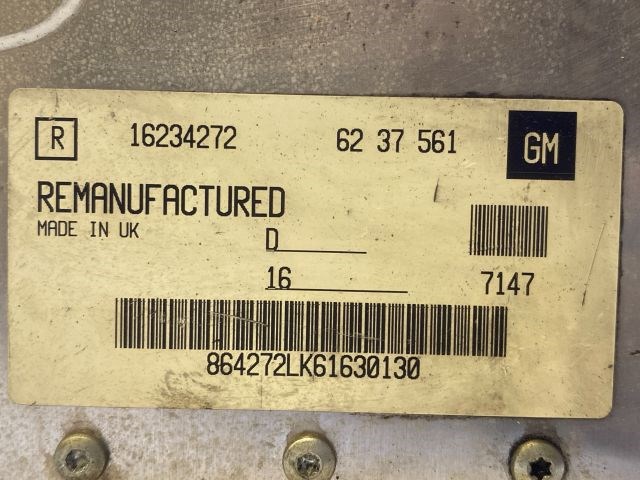 R 16234272 62 37 561 GM
REMANUFACTURED
MADE IN UK
D
16 7147
864272LK61630130